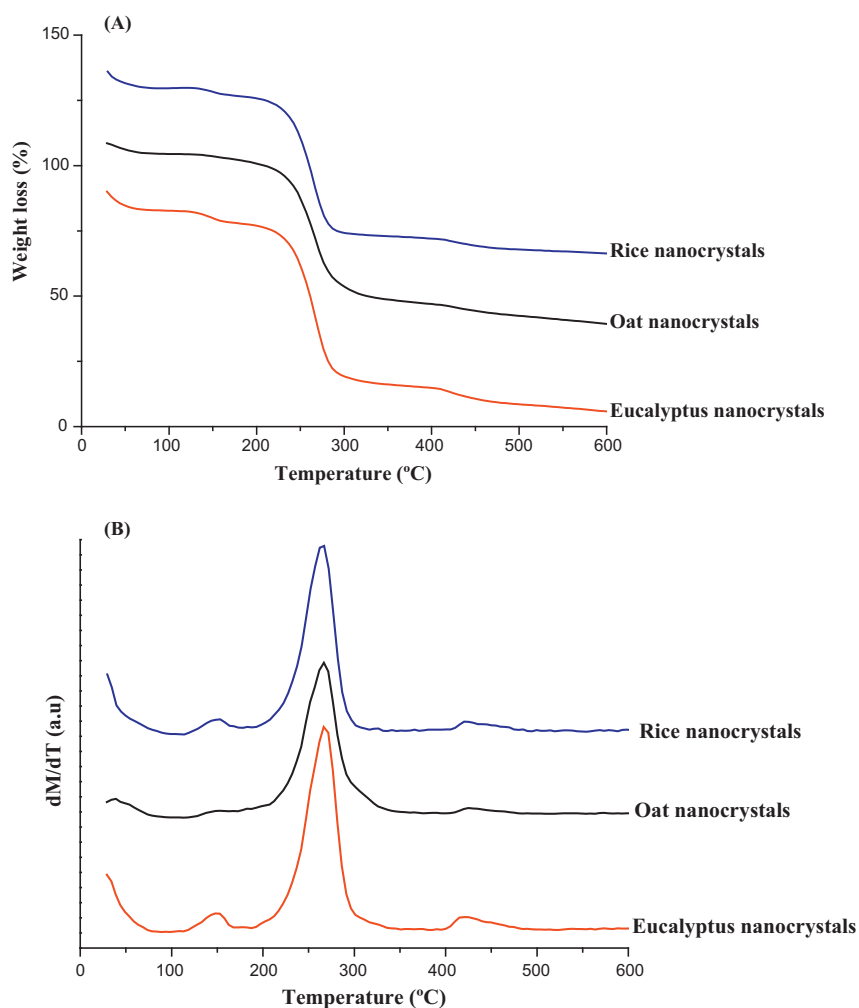 (A)
150
100
50
0
Weight loss (%)
Rice nanocrystals
Oat nanocrystals
Eucalyptus nanocrystals
0 100 200 300 400 500 600
Temperature (ºC)
(B)
dM/dT (a.u)
Rice nanocrystals
Oat nanocrystals
Eucalyptus nanocrystals
0 100 200 300 400 500 600
Temperature (ºC)